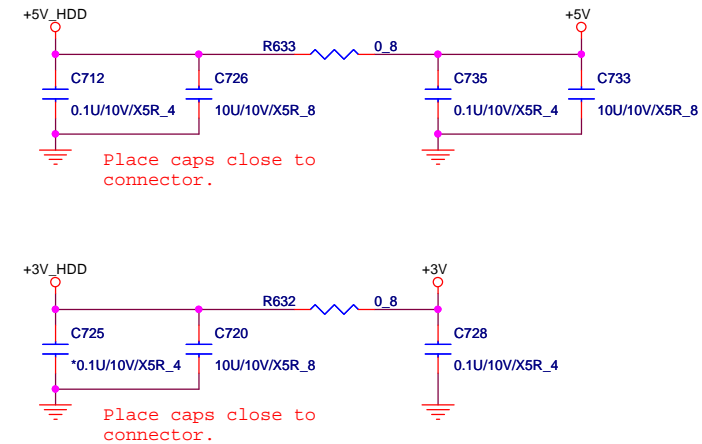 +5V_HDD
+5V
R633
0_8
C712
0.1U/10V/X5R_4
C726
10U/10V/X5R_8
C735
0.1U/10V/X5R_4
C733
10U/10V/X5R_8
Place caps close to
connector.
+3V_HDD
+3V
R632
0_8
C725
*0.1U/10V/X5R_4
C720
10U/10V/X5R_8
C728
0.1U/10V/X5R_4
Place caps close to
connector.